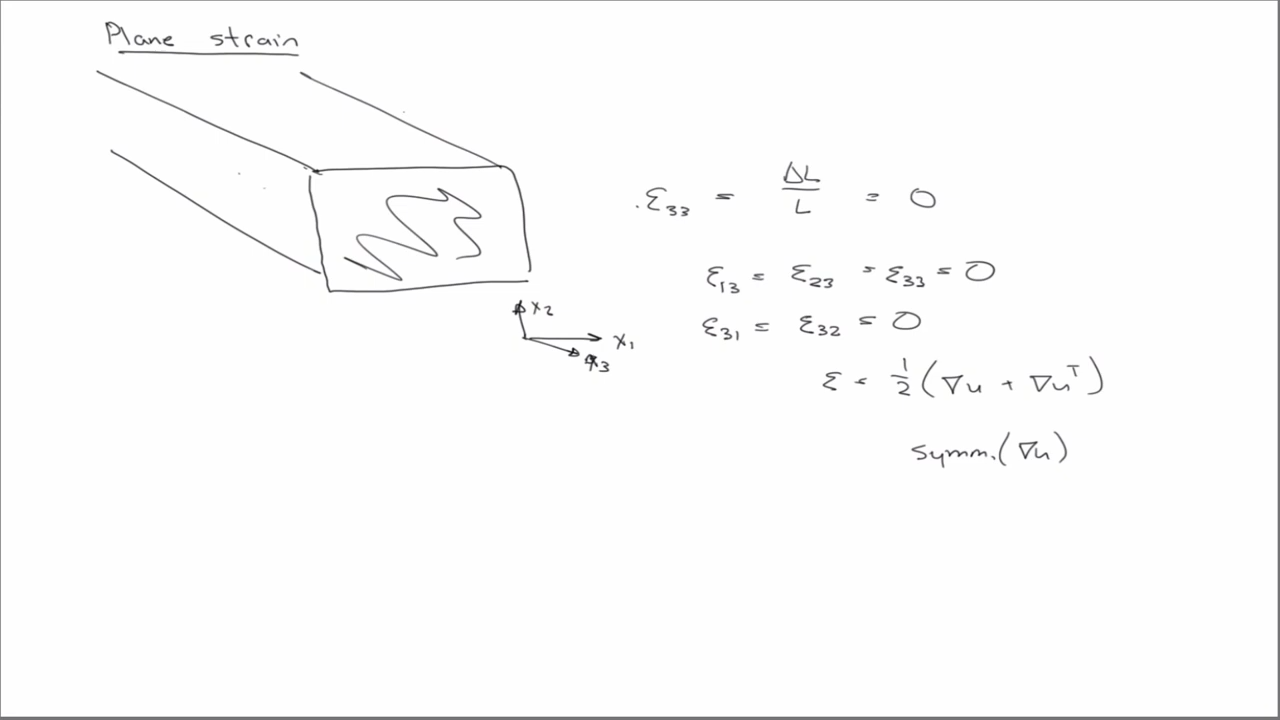 Plane strain
ε₃₃ = ΔL/L = 0
ε₁₃ = ε₂₃ = ε₃₃ = 0
ε₃₁ = ε₃₂ = 0
x₂
x₁
x₃
ε = 1/2 (∇u + ∇uᵀ)
symm.(∇u)